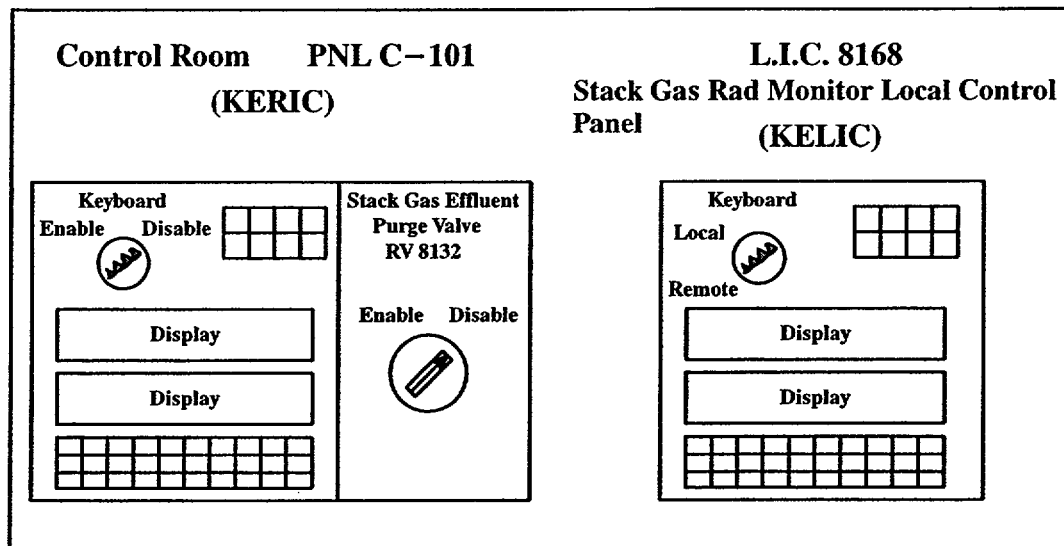 Control Room PNL C-101
(KERIC)
L.I.C. 8168
Stack Gas Rad Monitor Local Control
Panel
(KELIC)
Keyboard
Enable Disable
Display
Display
Stack Gas Effluent
Purge Valve
RV 8132
Enable Disable
Keyboard
Local
Remote
Display
Display